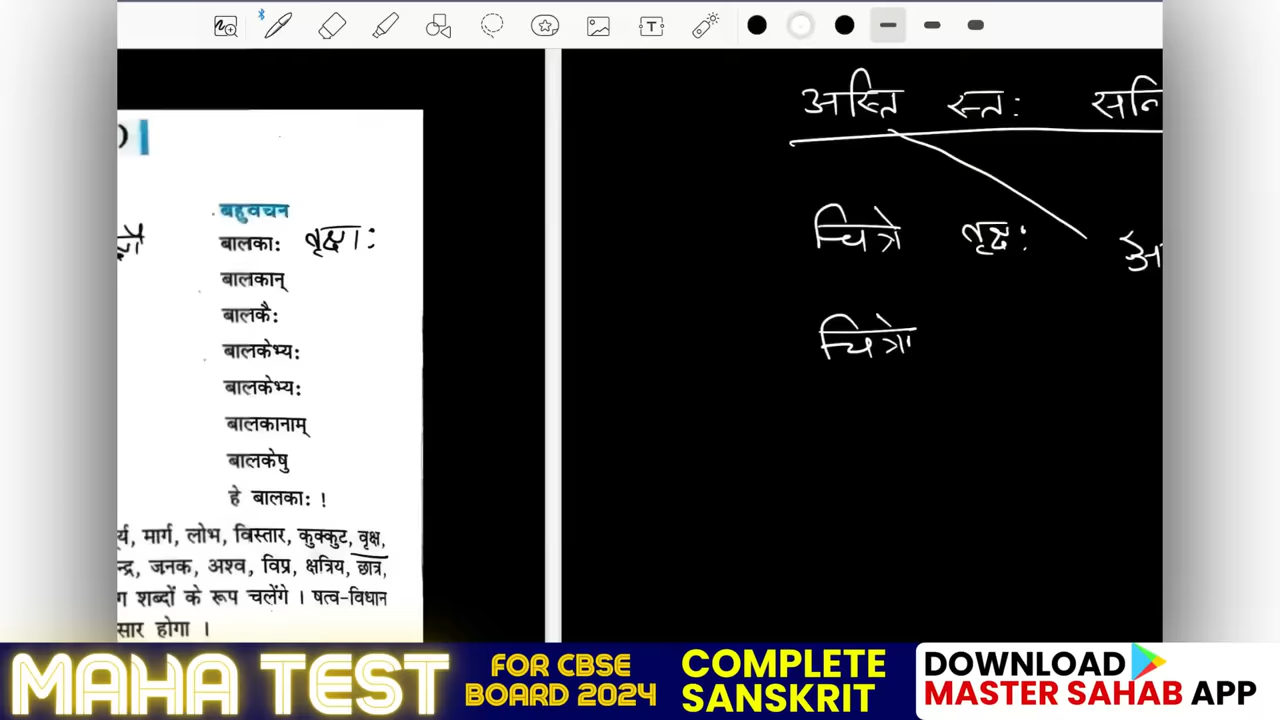 बहुवचन
बालकाः वृक्षाः
बालकान्
बालकैः
बालकेभ्यः
बालकेभ्यः
बालकानाम्
बालकेषु
हे बालकाः !
र्य, मार्ग, लोभ, विस्तार, कुक्कुट, वृक्ष,
न्द्र, जनक, अश्व, विप्र, क्षत्रिय, छात्र,
ग शब्दों के रूप चलेंगे । षत्व-विधान
सार होगा ।
अस्ति स्तः सन्ति
चित्रे वृक्षः अ
चित्रे
MAHA TEST
FOR CBSE
BOARD 2024
COMPLETE
SANSKRIT
DOWNLOAD
MASTER SAHAB APP